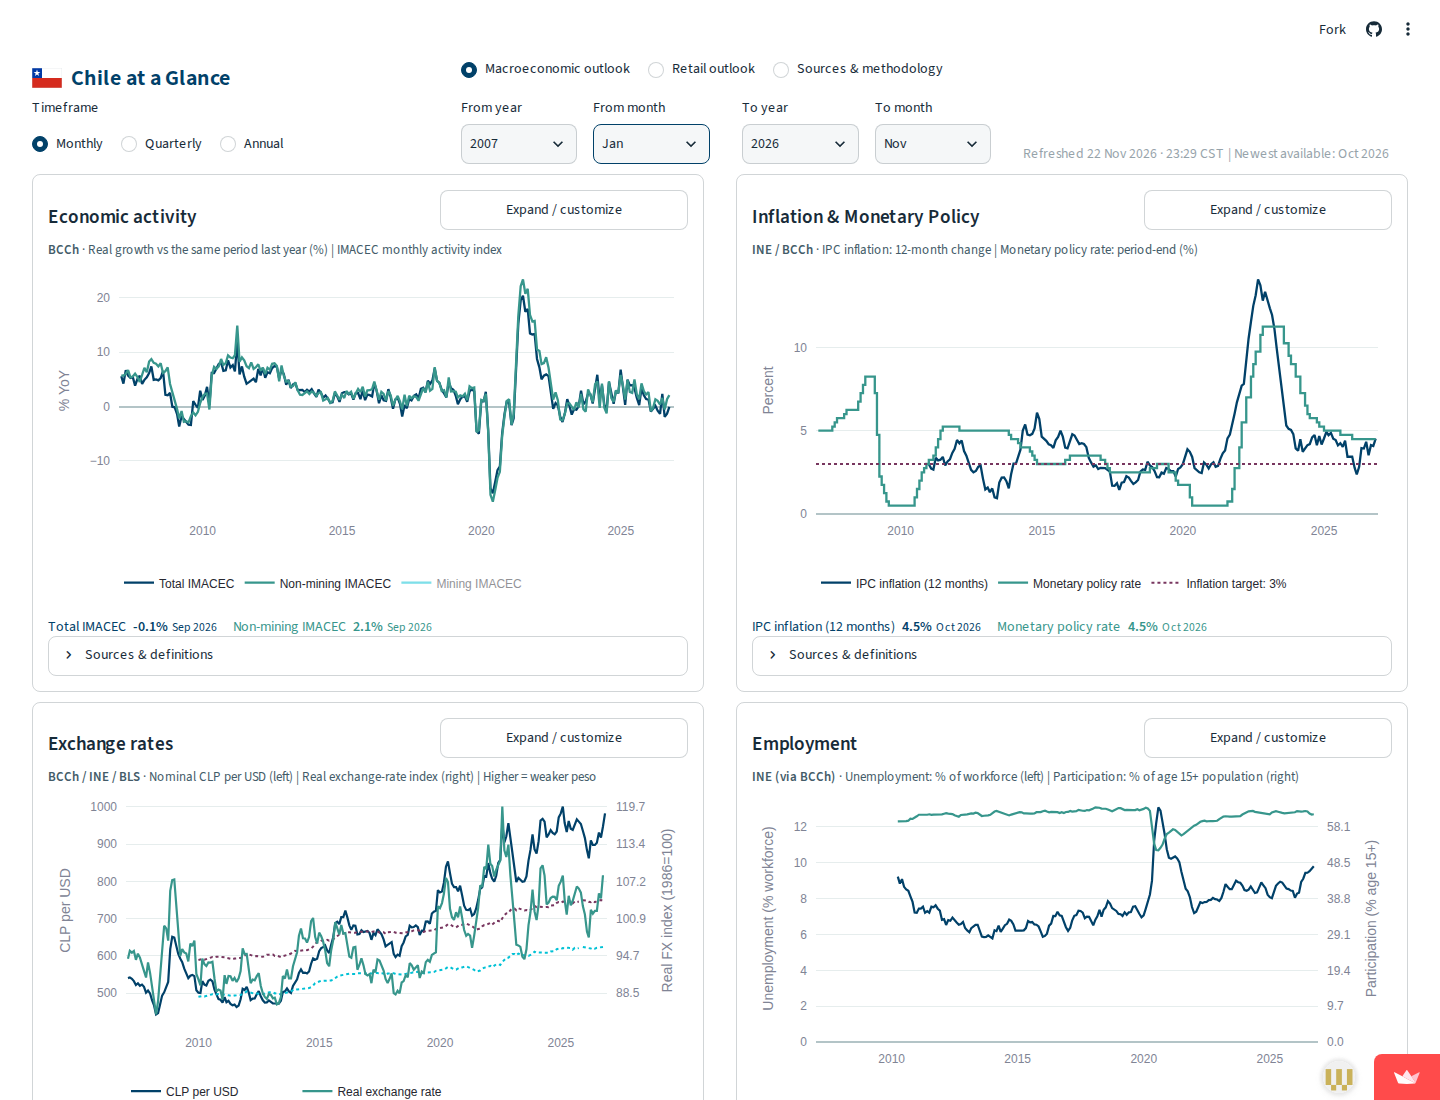 Fork
Chile at a Glance
Macroeconomic outlook
Retail outlook
Sources & methodology
Timeframe
From year
From month
To year
To month
Monthly
Quarterly
Annual
2007
Jan
2026
Nov
Refreshed 22 Nov 2026 · 23:29 CST | Newest available: Oct 2026
Economic activity
Expand / customize
BCCh · Real growth vs the same period last year (%) | IMACEC monthly activity index
20
10
0
−10
% YoY
2010
2015
2020
2025
Total IMACEC
Non-mining IMACEC
Mining IMACEC
Total IMACEC -0.1% Sep 2026 Non-mining IMACEC 2.1% Sep 2026
Sources & definitions
Inflation & Monetary Policy
Expand / customize
INE / BCCh · IPC inflation: 12-month change | Monetary policy rate: period-end (%)
10
5
0
Percent
2010
2015
2020
2025
IPC inflation (12 months)
Monetary policy rate
Inflation target: 3%
IPC inflation (12 months) 4.5% Oct 2026 Monetary policy rate 4.5% Oct 2026
Sources & definitions
Exchange rates
Expand / customize
BCCh / INE / BLS · Nominal CLP per USD (left) | Real exchange-rate index (right) | Higher = weaker peso
1000
900
800
700
600
500
CLP per USD
119.7
113.4
107.2
100.9
94.7
88.5
Real FX index (1986=100)
2010
2015
2020
2025
CLP per USD
Real exchange rate
Employment
Expand / customize
INE (via BCCh) · Unemployment: % of workforce (left) | Participation: % of age 15+ population (right)
12
10
8
6
4
2
0
Unemployment (% workforce)
58.1
48.5
38.8
29.1
19.4
9.7
0.0
Participation (% age 15+)
2010
2015
2020
2025